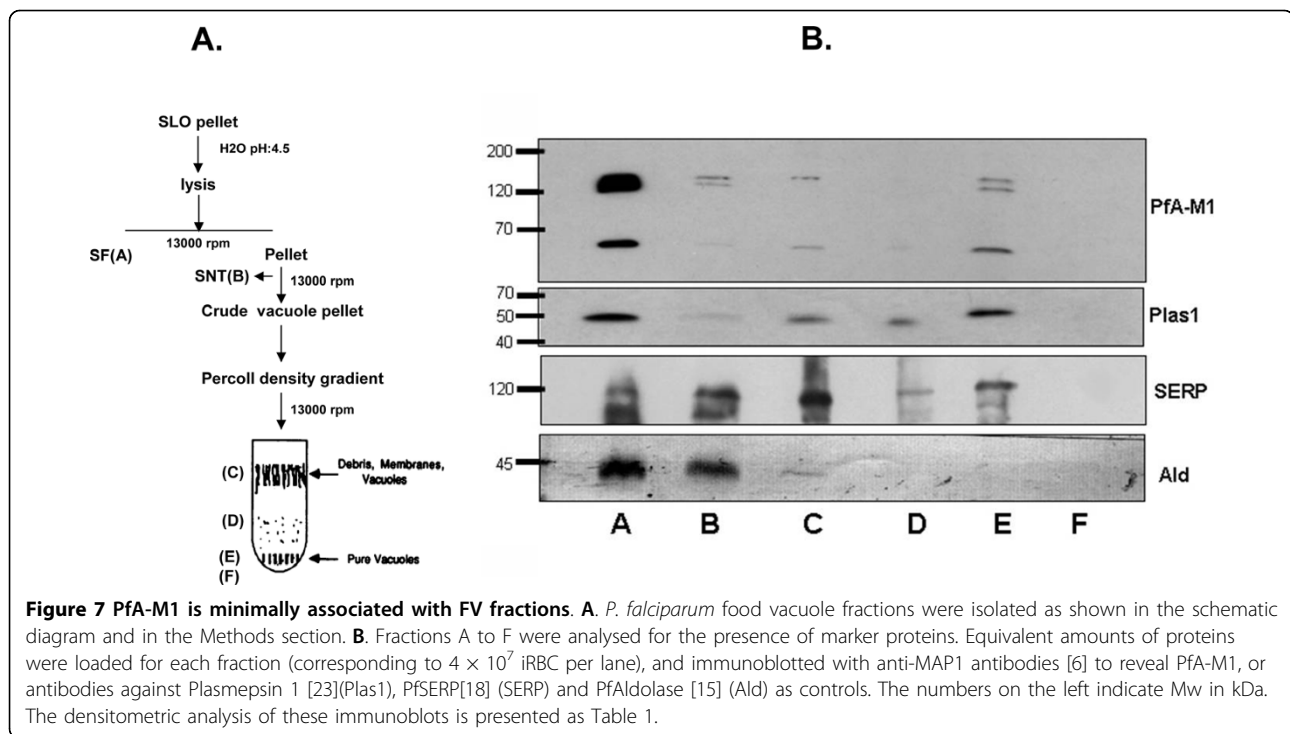 A.
B.
SLO pellet
H2O pH:4.5
lysis
13000 rpm
SF(A)
Pellet
SNT(B)
13000 rpm
Crude vacuole pellet
Percoll density gradient
13000 rpm
(C)
Debris, Membranes,
Vacuoles
(D)
(E)
Pure Vacuoles
(F)
200
120
70
PfA-M1
70
50
40
Plas1
120
SERP
45
Ald
A B C D E F
Figure 7 PfA-M1 is minimally associated with FV fractions. A. P. falciparum food vacuole fractions were isolated as shown in the schematic
diagram and in the Methods section. B. Fractions A to F were analysed for the presence of marker proteins. Equivalent amounts of proteins
were loaded for each fraction (corresponding to 4 × 10⁷ iRBC per lane), and immunoblotted with anti-MAP1 antibodies [6] to reveal PfA-M1, or
antibodies against Plasmepsin 1 [23](Plas1), PfSERP[18] (SERP) and PfAldolase [15] (Ald) as controls. The numbers on the left indicate Mw in kDa.
The densitometric analysis of these immunoblots is presented as Table 1.